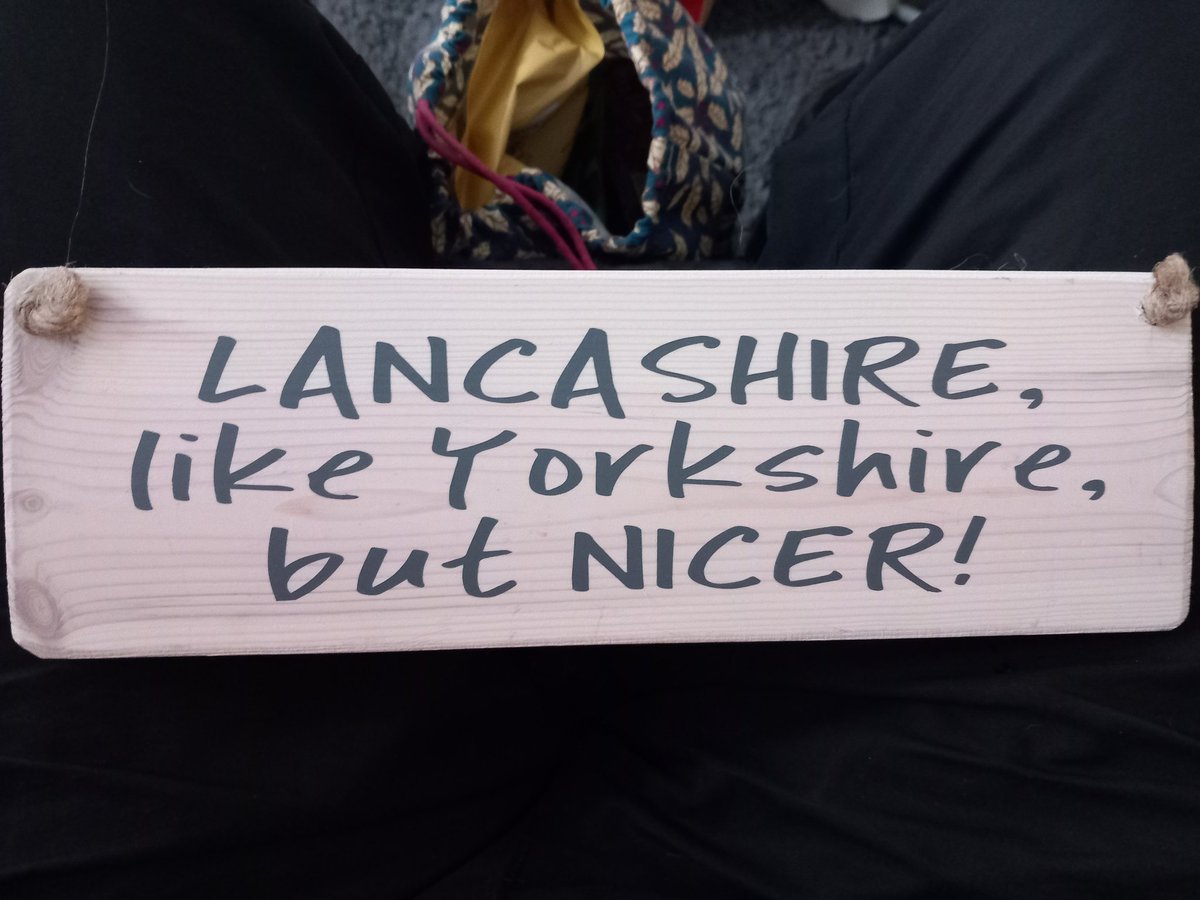 LANCASHIRE,
like Yorkshire,
but NICER!